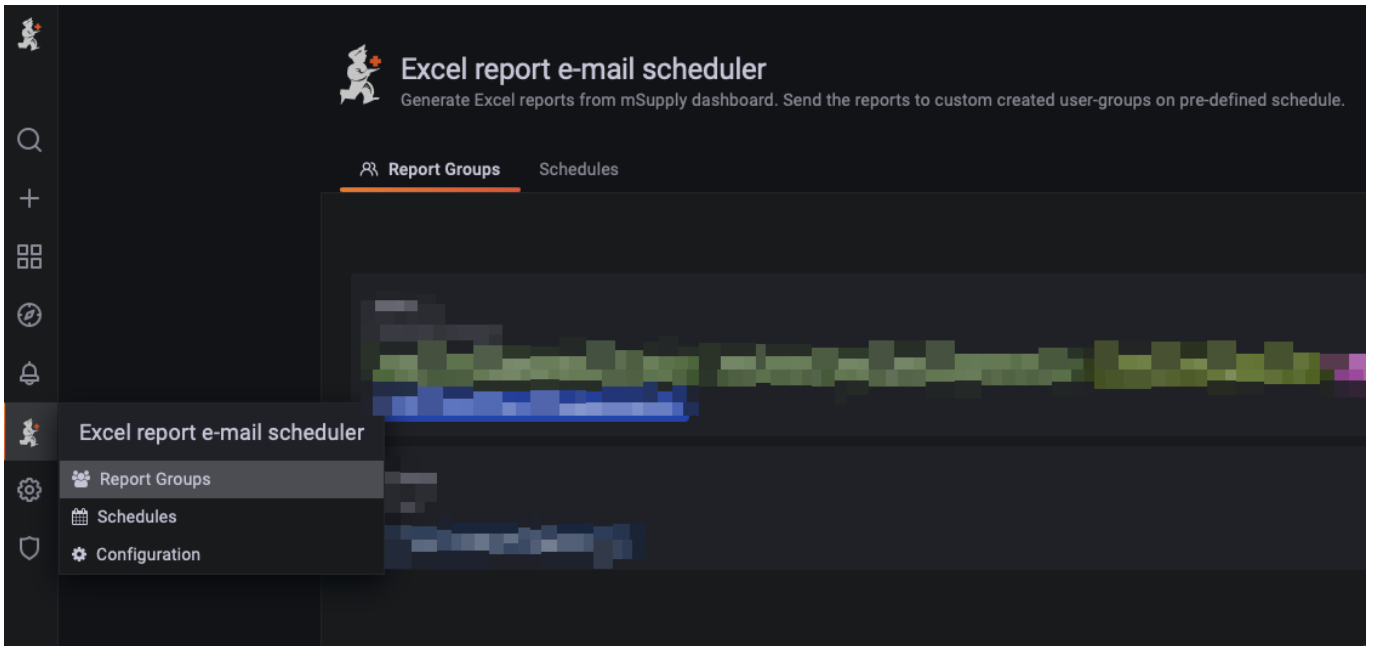 Excel report e-mail scheduler
Generate Excel reports from mSupply dashboard. Send the reports to custom created user-groups on pre-defined schedule.
Report Groups
Schedules
Excel report e-mail scheduler
Report Groups
Schedules
Configuration